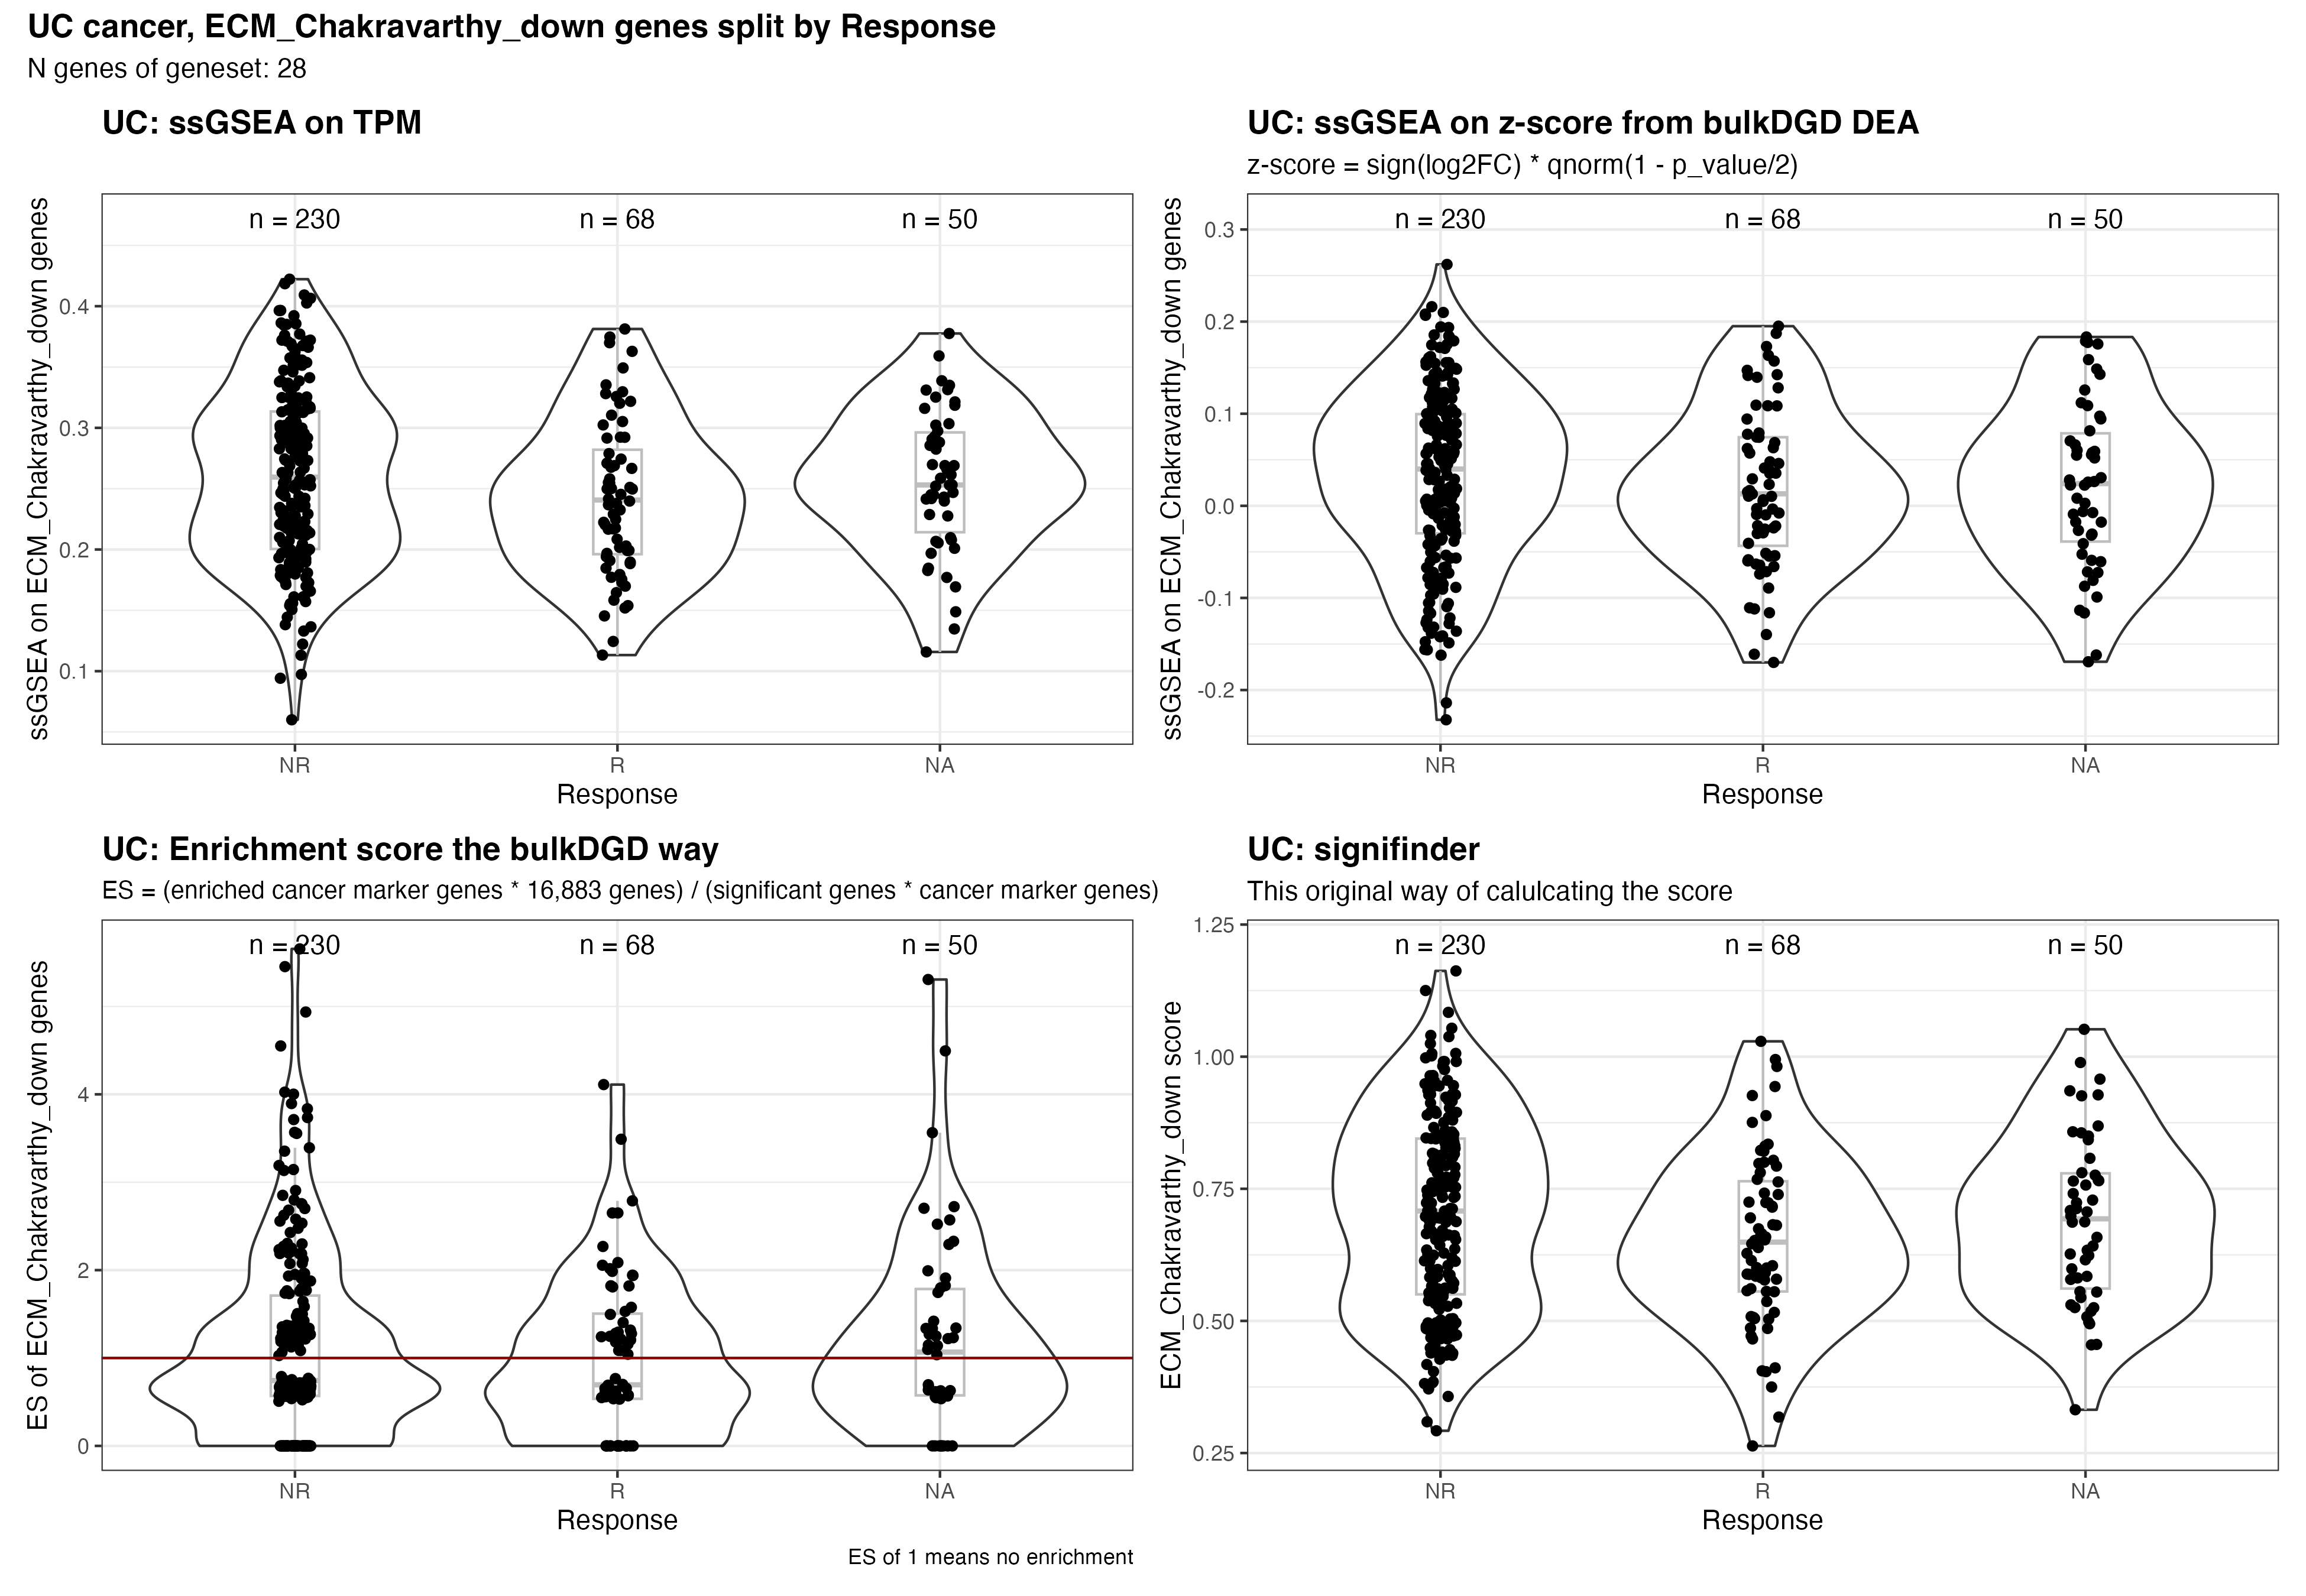 UC cancer, ECM_Chakravarthy_down genes split by Response
N genes of geneset: 28
UC: ssGSEA on TPM
ssGSEA on ECM_Chakravarthy_down genes
n = 230
n = 68
n = 50
0.4
0.3
0.2
0.1
NR
R
NA
Response
UC: ssGSEA on z-score from bulkDGD DEA
z-score = sign(log2FC) * qnorm(1 - p_value/2)
ssGSEA on ECM_Chakravarthy_down genes
n = 230
n = 68
n = 50
0.3
0.2
0.1
0.0
-0.1
-0.2
NR
R
NA
Response
UC: Enrichment score the bulkDGD way
ES = (enriched cancer marker genes * 16,883 genes) / (significant genes * cancer marker genes)
ES of ECM_Chakravarthy_down genes
n = 230
n = 68
n = 50
4
2
0
NR
R
NA
Response
ES of 1 means no enrichment
UC: signifinder
This original way of calulcating the score
ECM_Chakravarthy_down score
n = 230
n = 68
n = 50
1.25
1.00
0.75
0.50
0.25
NR
R
NA
Response